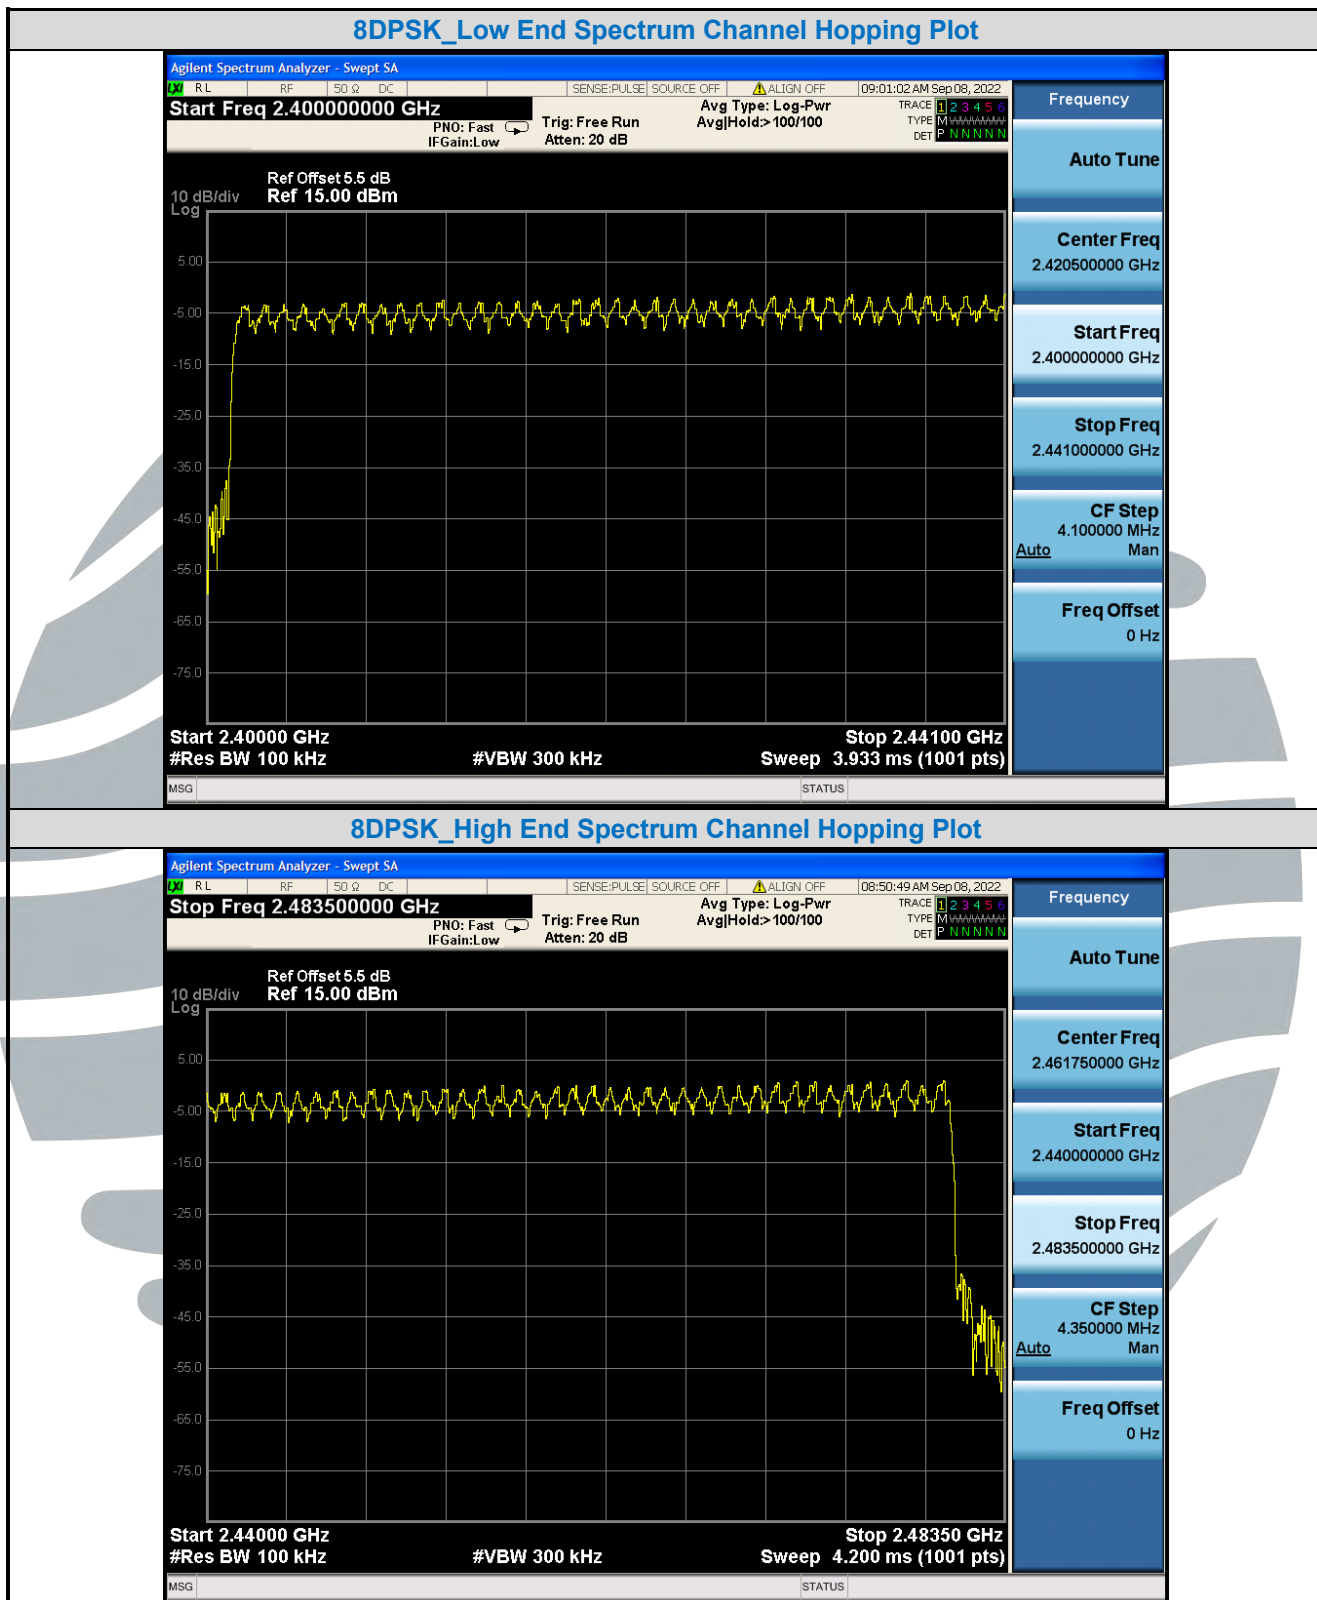 8DPSK_Low End Spectrum Channel Hopping Plot
Agilent Spectrum Analyzer - Swept SA
LXI RL RF 50 Ω DC SENSE:PULSE SOURCE OFF ALIGN OFF 09:01:02 AM Sep 08, 2022
Start Freq 2.400000000 GHz
PNO: Fast
IFGain:Low
Trig: Free Run
Atten: 20 dB
Avg Type: Log-Pwr
Avg|Hold:>100/100
TRACE 1 2 3 4 5 6
TYPE M
DET P N N N N N
Ref Offset 5.5 dB
10 dB/div Ref 15.00 dBm
Log
5.00
-5.00
-15.0
-25.0
-35.0
-45.0
-55.0
-65.0
-75.0
Start 2.40000 GHz Stop 2.44100 GHz
#Res BW 100 kHz #VBW 300 kHz Sweep 3.933 ms (1001 pts)
MSG STATUS
Frequency
Auto Tune
Center Freq
2.420500000 GHz
Start Freq
2.400000000 GHz
Stop Freq
2.441000000 GHz
CF Step
4.100000 MHz
Auto Man
Freq Offset
0 Hz
8DPSK_High End Spectrum Channel Hopping Plot
Agilent Spectrum Analyzer - Swept SA
LXI RL RF 50 Ω DC SENSE:PULSE SOURCE OFF ALIGN OFF 08:50:49 AM Sep 08, 2022
Stop Freq 2.483500000 GHz
PNO: Fast
IFGain:Low
Trig: Free Run
Atten: 20 dB
Avg Type: Log-Pwr
Avg|Hold:>100/100
TRACE 1 2 3 4 5 6
TYPE M
DET P N N N N N
Ref Offset 5.5 dB
10 dB/div Ref 15.00 dBm
Log
5.00
-5.00
-15.0
-25.0
-35.0
-45.0
-55.0
-65.0
-75.0
Start 2.44000 GHz Stop 2.48350 GHz
#Res BW 100 kHz #VBW 300 kHz Sweep 4.200 ms (1001 pts)
MSG STATUS
Frequency
Auto Tune
Center Freq
2.461750000 GHz
Start Freq
2.440000000 GHz
Stop Freq
2.483500000 GHz
CF Step
4.350000 MHz
Auto Man
Freq Offset
0 Hz